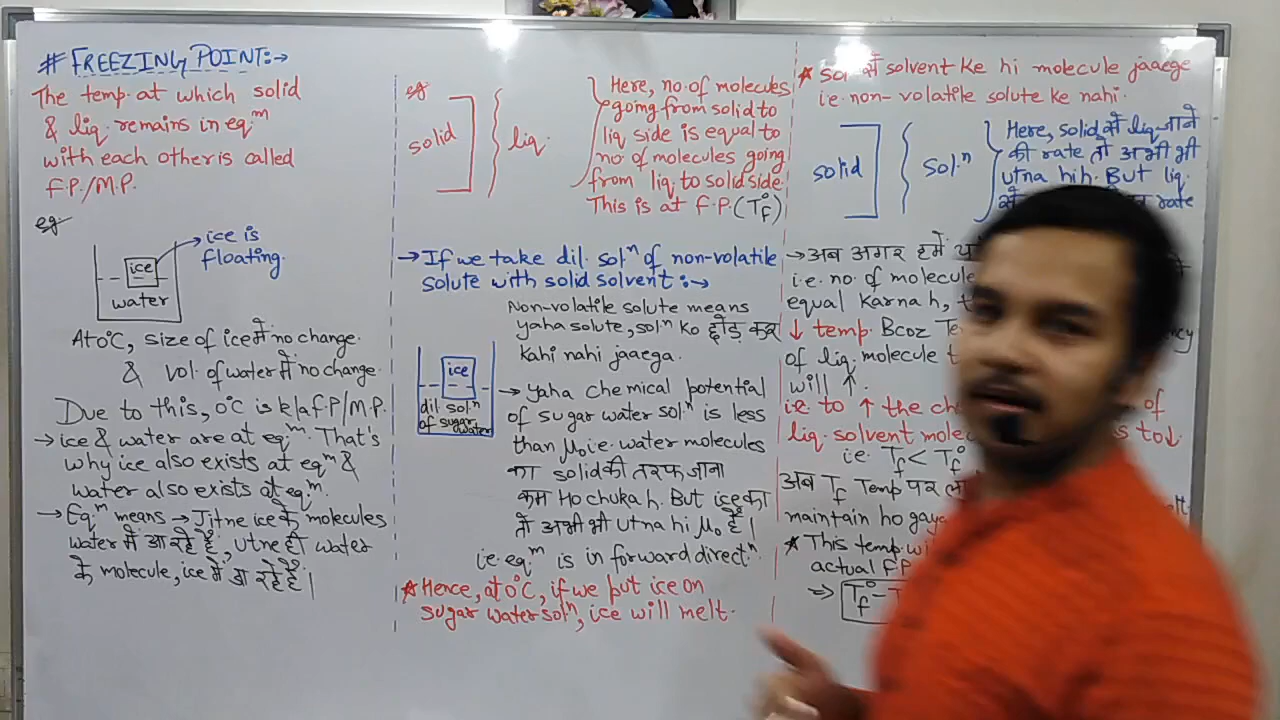 # FREEZING POINT:→
The temp. at which solid
& liq. remains in eqᵐ
with each other is called
F.P./M.P.
eg
ice is
floating.
ice
water
At 0°C, size of ice में no change.
& vol. of water में no change.
Due to this, 0°C is k/a F.P/M.P.
→ ice & water are at eqᵐ. That's
why ice also exists at eqᵐ &
water also exists at eqᵐ.
→ Eqᵐ means → Jitne ice के molecules
water में आ रहे हैं, utne ही water
के molecule, ice में आ रहे हैं।
eg
solid
liq.
Here, no. of molecules
going from solid to
liq side is equal to
no. of molecules going
from liq. to solid side.
This is at F.P. (T°f)
→ If we take dil. solⁿ of non-volatile
solute with solid solvent:→
Non-volatile solute means
yaha solute, solⁿ ko छोड़ कर
kahi nahi jaaega.
ice
dil solⁿ
of sugar
water
→ Yaha chemical potential
of sugar water solⁿ is less
than μ₀ i.e. water molecules
का solid की तरफ जाना
कम Ho chuka h. But ice का
तो अभी भी utna hi μ₀ है।
i.e. eqᵐ is in forward directⁿ.
★ Hence, at 0°C, if we put ice on
sugar water solⁿ, ice will melt.
में solvent ke hi molecule jaaege
i.e. non-volatile solute ke nahi.
solid
Solⁿ
Here, solid से liq जाने
की rate तो अभी भी
utna hi h. But liq.
rate
→ अब अगर हमें
i.e. no. of molecule
equal karna h,
↓ temp. Bcoz
of liq. molecule
will ↑.
i.e. to ↑ the of
liq. solvent to ↓
i.e. Tf < T°f
अब Tf Temp पर
maintain ho
★ This temp.
actual F.P
⇒ T°f −